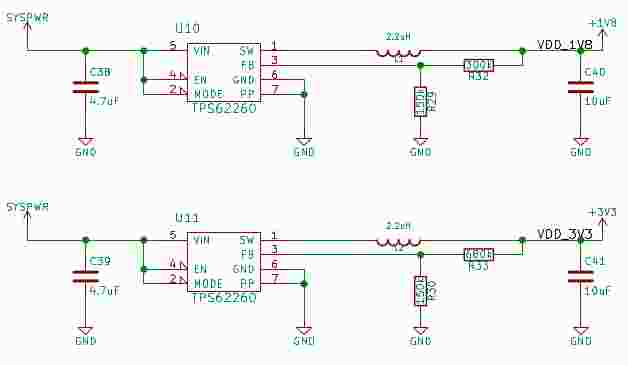 SYSPWR
U10
5 VIN SW 1
FB 3
4 EN GND 6
2 MODE PP 7
TPS62260
C38
4.7uF
GND
GND
2.2uH
L1
300k
R32
150k
R29
GND
VDD_1V8
+1V8
C40
10uF
GND
SYSPWR
U11
5 VIN SW 1
FB 3
4 EN GND 6
2 MODE PP 7
TPS62260
C39
4.7uF
GND
GND
2.2uH
L2
680k
R33
150k
R30
GND
VDD_3V3
+3V3
C41
10uF
GND